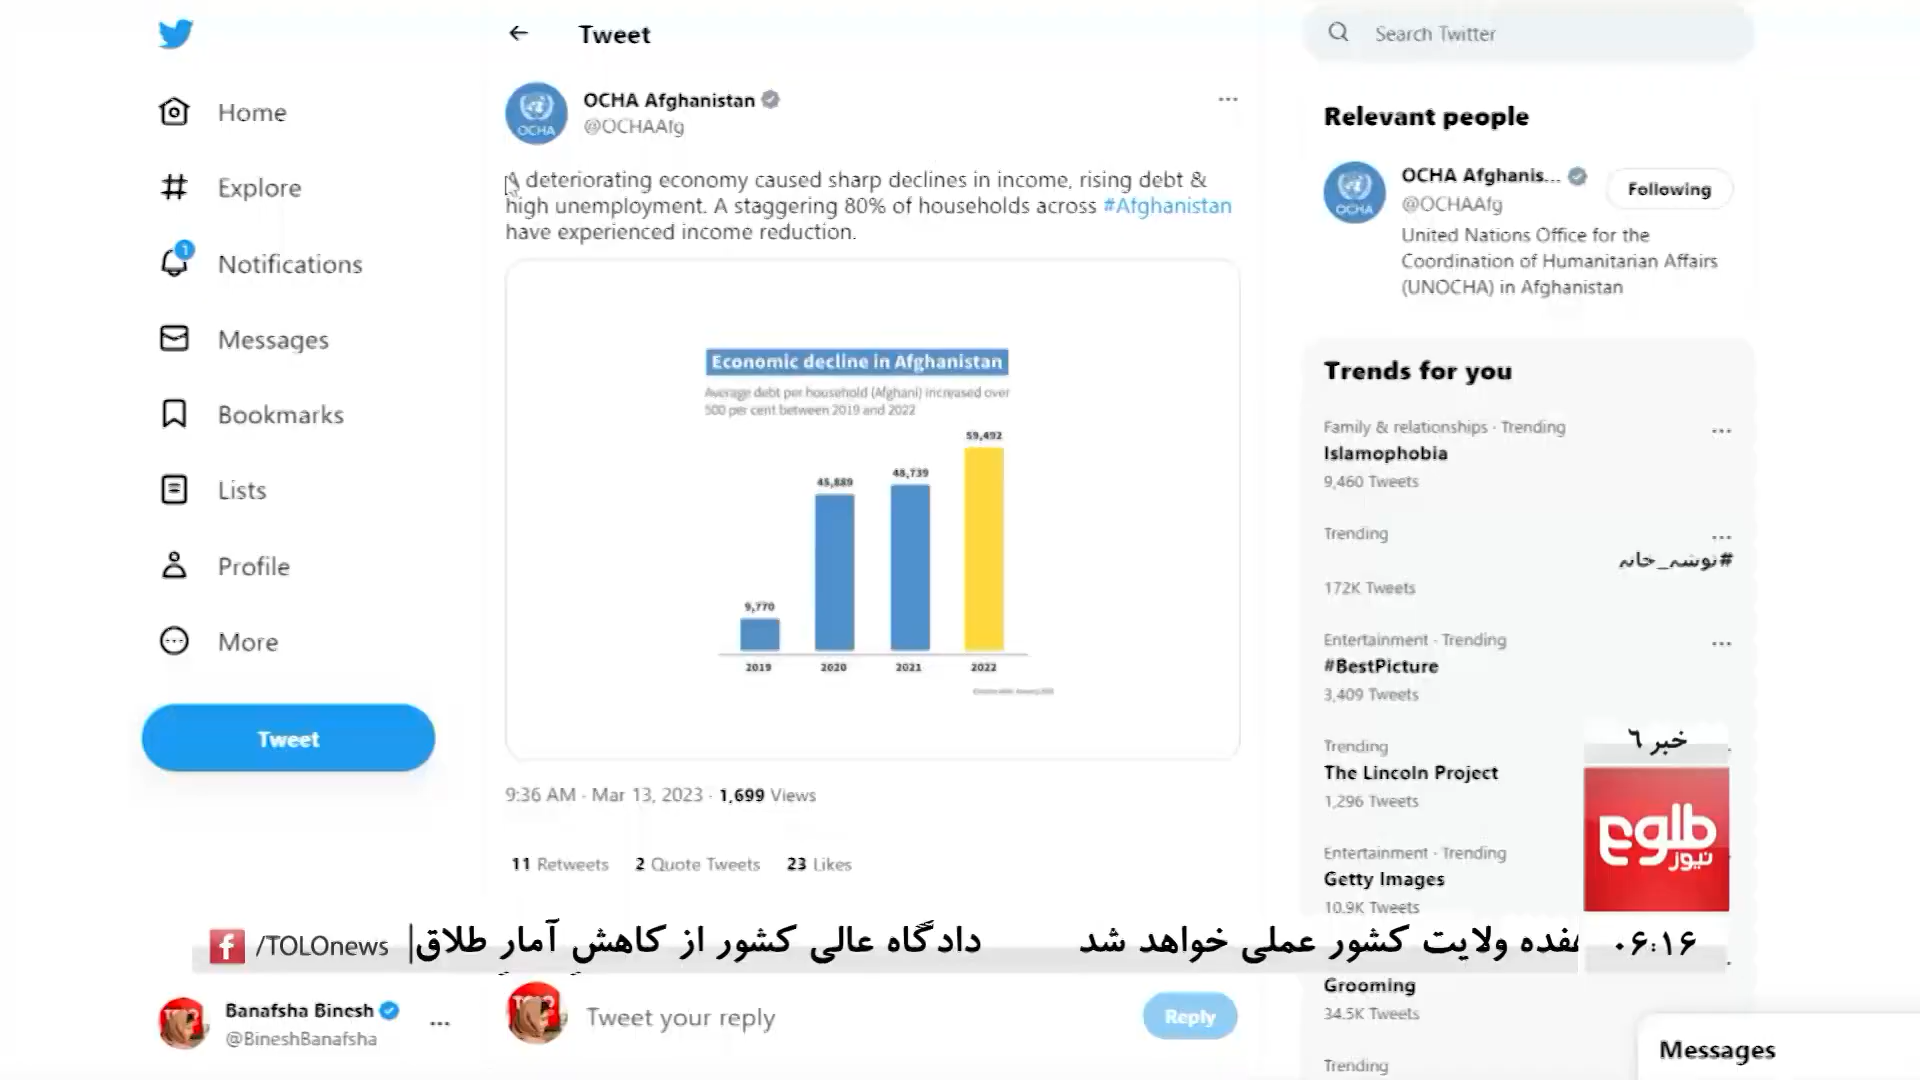 Home
Explore
1
Notifications
Messages
Bookmarks
Lists
Profile
More
Tweet
Banafsha Binesh
@BineshBanafsha
Tweet
OCHA
OCHA Afghanistan
@OCHAAfg
A deteriorating economy caused sharp declines in income, rising debt &
high unemployment. A staggering 80% of households across #Afghanistan
have experienced income reduction.
Economic decline in Afghanistan
Average debt per household (Afghani) increased over
500 per cent between 2019 and 2022
59,492
48,739
45,889
9,770
2019 2020 2021 2022
9:36 AM · Mar 13, 2023 · 1,699 Views
11 Retweets 2 Quote Tweets 23 Likes
Tweet your reply
Reply
Search Twitter
Relevant people
OCHA
OCHA Afghanis...
@OCHAAfg
Following
United Nations Office for the
Coordination of Humanitarian Affairs
(UNOCHA) in Afghanistan
Trends for you
Family & relationships · Trending
Islamophobia
9,460 Tweets
Trending
#توشہ_خانہ
172K Tweets
Entertainment · Trending
#BestPicture
3,409 Tweets
Trending
The Lincoln Project
1,296 Tweets
Entertainment · Trending
Getty Images
10.9K Tweets
Grooming
34.5K Tweets
Trending
Messages
خبر ٦
طلوع
نیوز
۰۶:۱۶
/TOLOnews
فده ولایت کشور عملی خواهد شد دادگاه عالی کشور از کاهش آمار طلاق